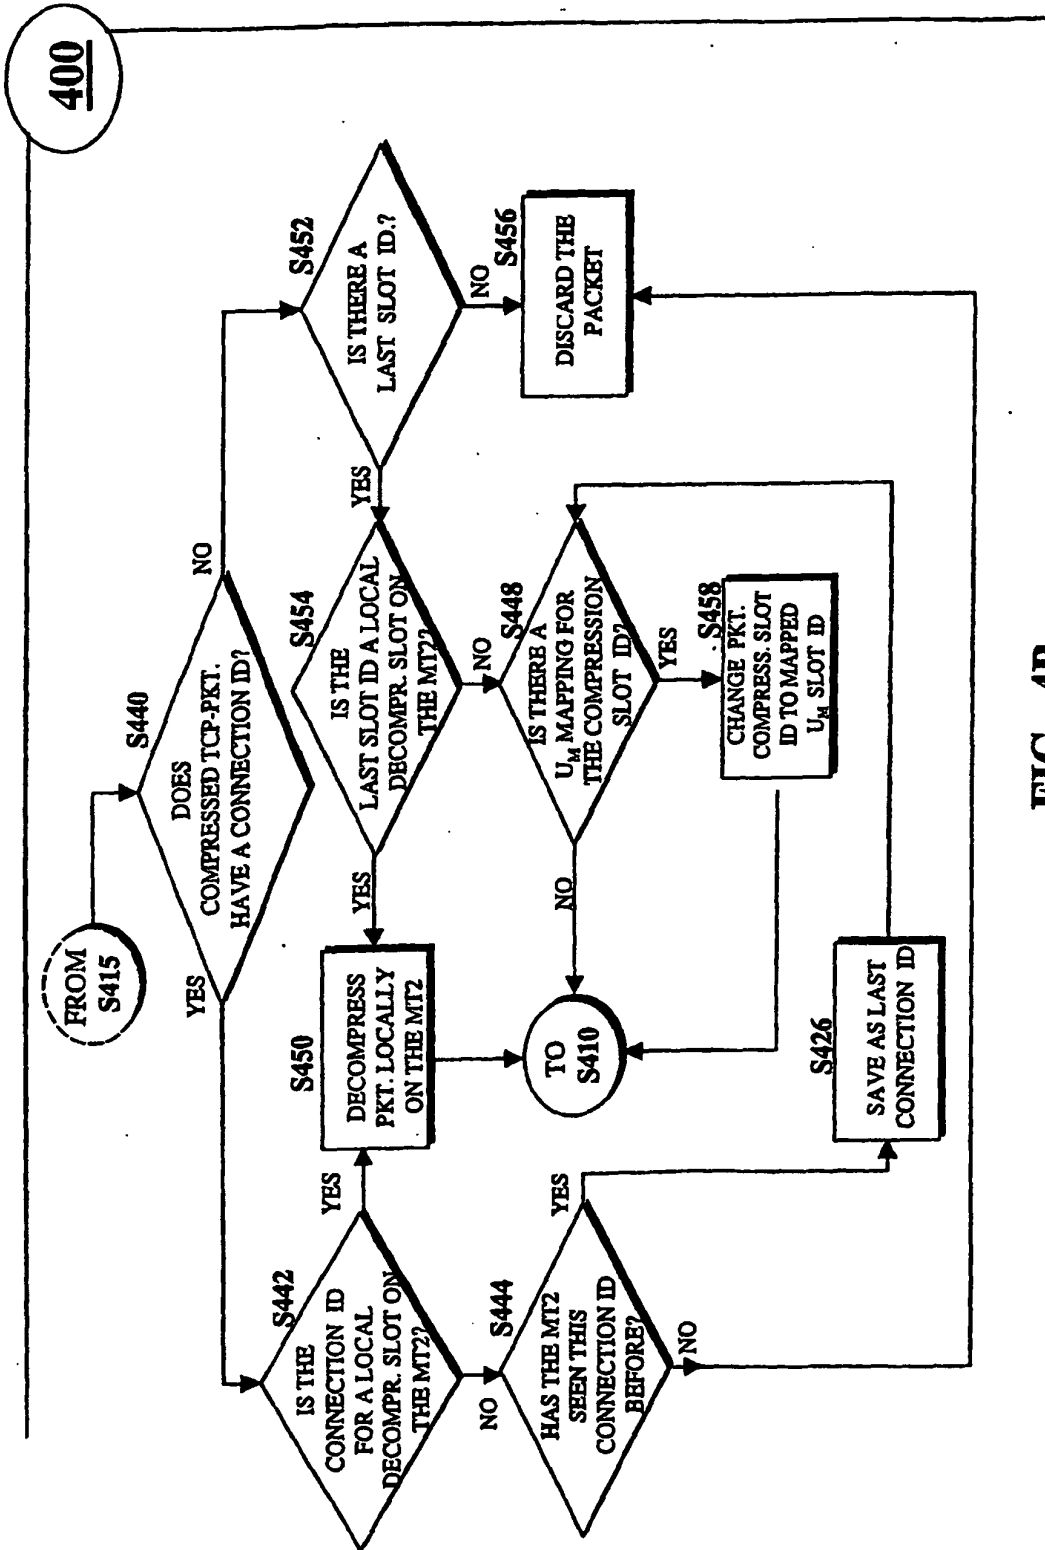 400
FROM
S415
S440
DOES
COMPRESSED TCP-PKT.
HAVE A CONNECTION ID?
YES
NO
S442
IS THE
CONNECTION ID
FOR A LOCAL
DECOMPR. SLOT ON
THE MT2?
YES
NO
S450
DECOMPRESS
PKT. LOCALLY
ON THE MT2
YES
S454
IS THE
LAST SLOT ID A LOCAL
DECOMPR. SLOT ON
THE MT2?
YES
NO
S452
IS THERE A
LAST SLOT ID.?
NO
S444
HAS THE MT2
SEEN THIS
CONNECTION ID
BEFORE?
YES
NO
TO
S410
NO
S448
IS THERE A
UM MAPPING FOR
THE COMPRESSION
SLOT ID?
YES
S456
DISCARD THE
PACKET
S458
CHANGE PKT.
COMPRESS. SLOT
ID TO MAPPED
UM SLOT ID
S426
SAVE AS LAST
CONNECTION ID